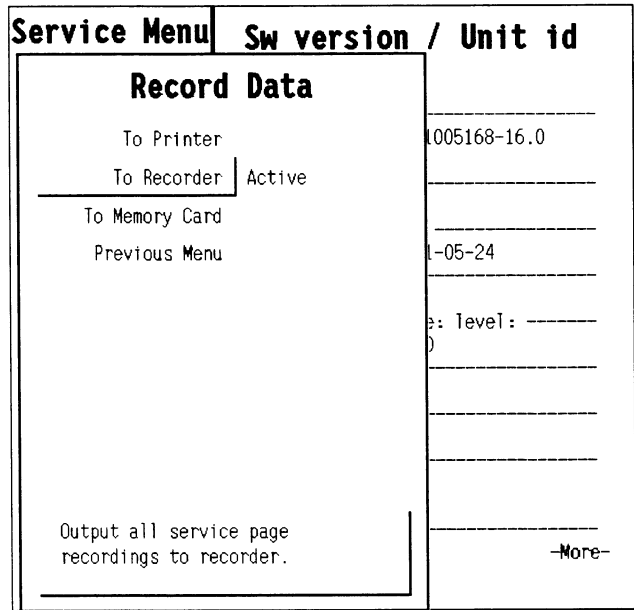 Service Menu
Sw version / Unit id
Record Data
To Printer
To Recorder Active
To Memory Card
Previous Menu
Output all service page
recordings to recorder.
1005168-16.0
1-05-24
e: level:
-More-